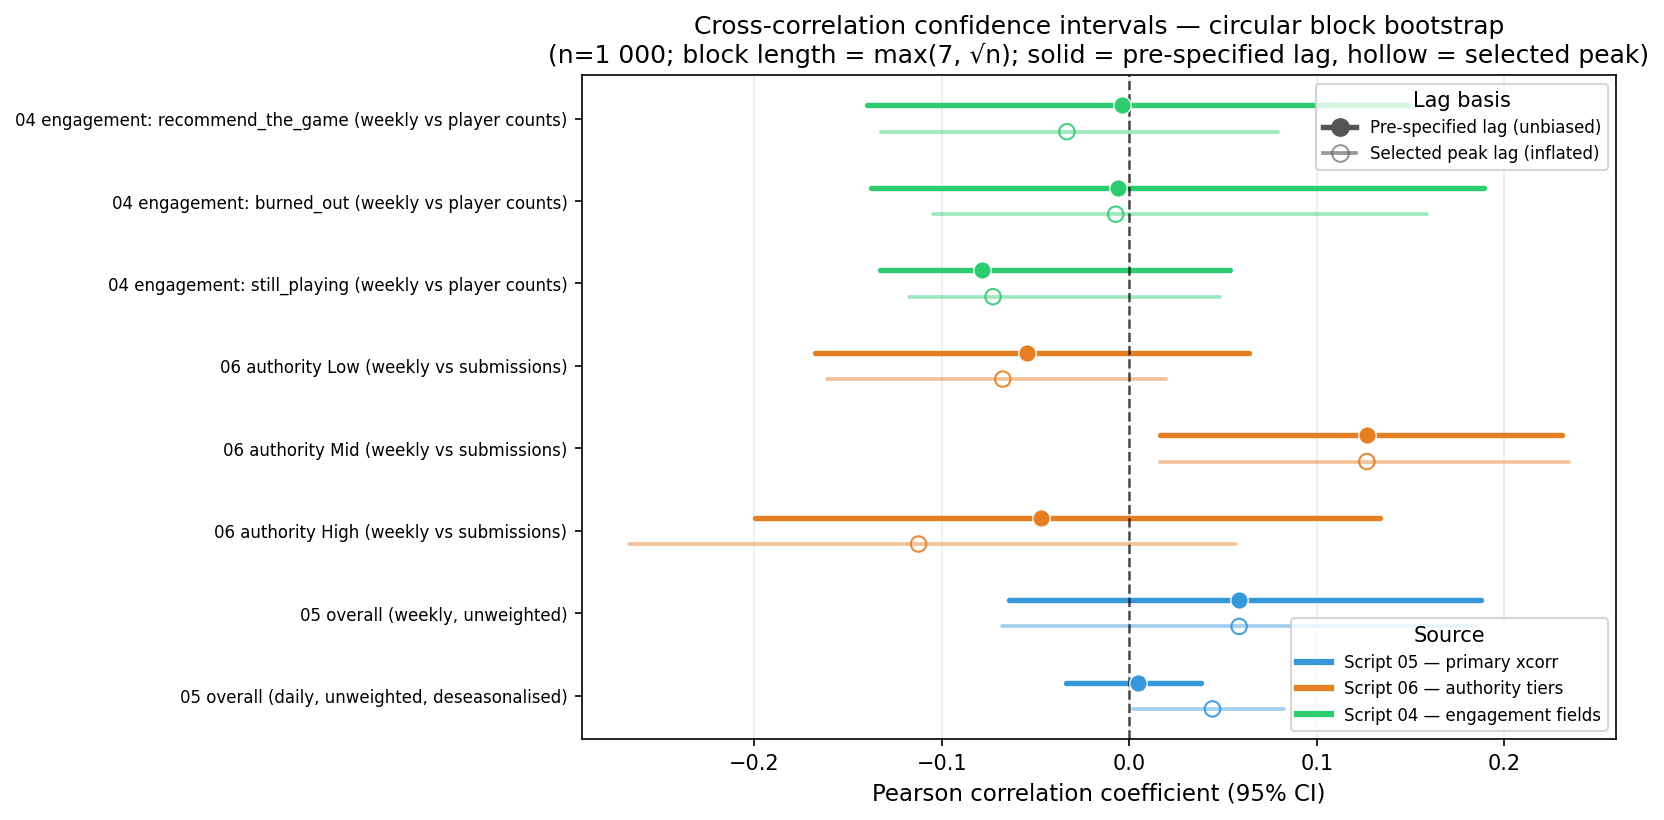 Cross-correlation confidence intervals — circular block bootstrap
(n=1 000; block length = max(7, √n); solid = pre-specified lag, hollow = selected peak)
04 engagement: recommend_the_game (weekly vs player counts)
04 engagement: burned_out (weekly vs player counts)
04 engagement: still_playing (weekly vs player counts)
06 authority Low (weekly vs submissions)
06 authority Mid (weekly vs submissions)
06 authority High (weekly vs submissions)
05 overall (weekly, unweighted)
05 overall (daily, unweighted, deseasonalised)
Lag basis
Pre-specified lag (unbiased)
Selected peak lag (inflated)
Source
Script 05 — primary xcorr
Script 06 — authority tiers
Script 04 — engagement fields
−0.2
−0.1
0.0
0.1
0.2
Pearson correlation coefficient (95% CI)